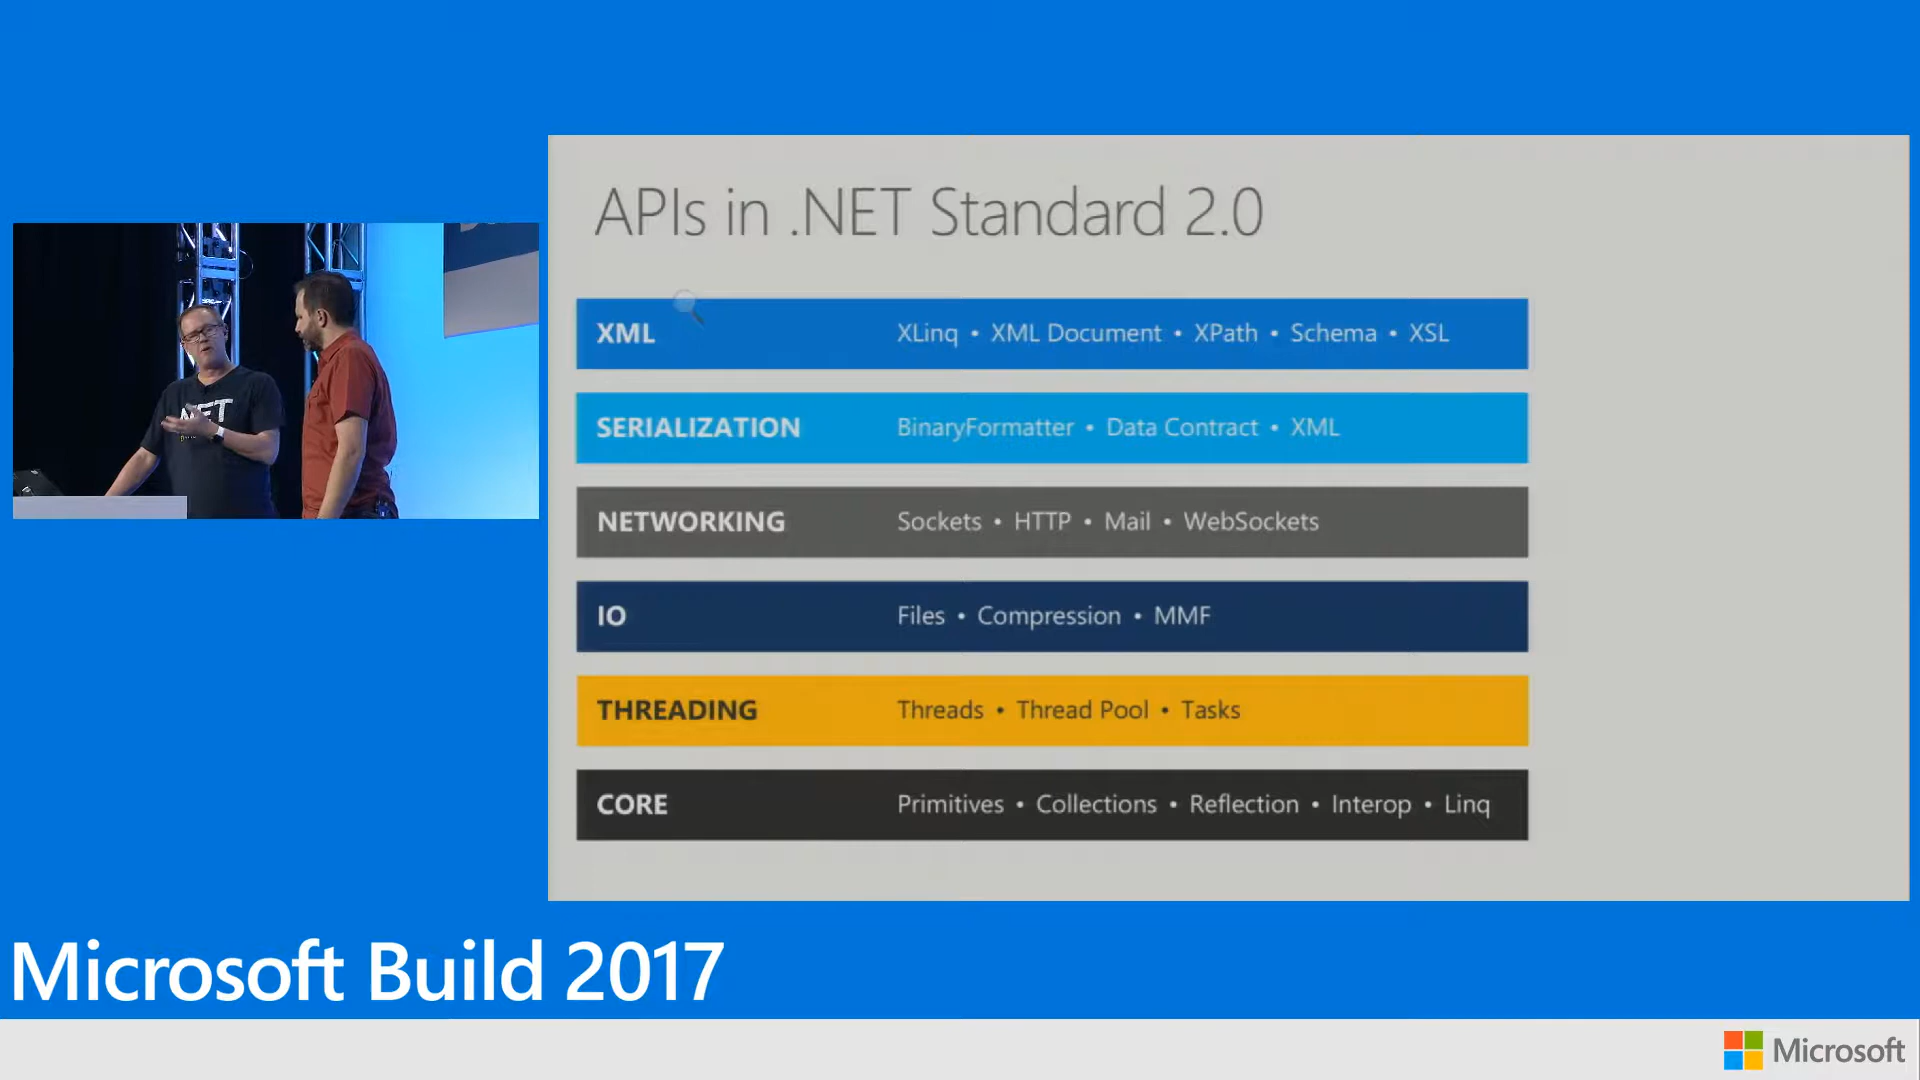 APIs in .NET Standard 2.0
XML XLinq • XML Document • XPath • Schema • XSL
SERIALIZATION BinaryFormatter • Data Contract • XML
NETWORKING Sockets • HTTP • Mail • WebSockets
IO Files • Compression • MMF
THREADING Threads • Thread Pool • Tasks
CORE Primitives • Collections • Reflection • Interop • Linq
.NET
Microsoft Build 2017
Microsoft